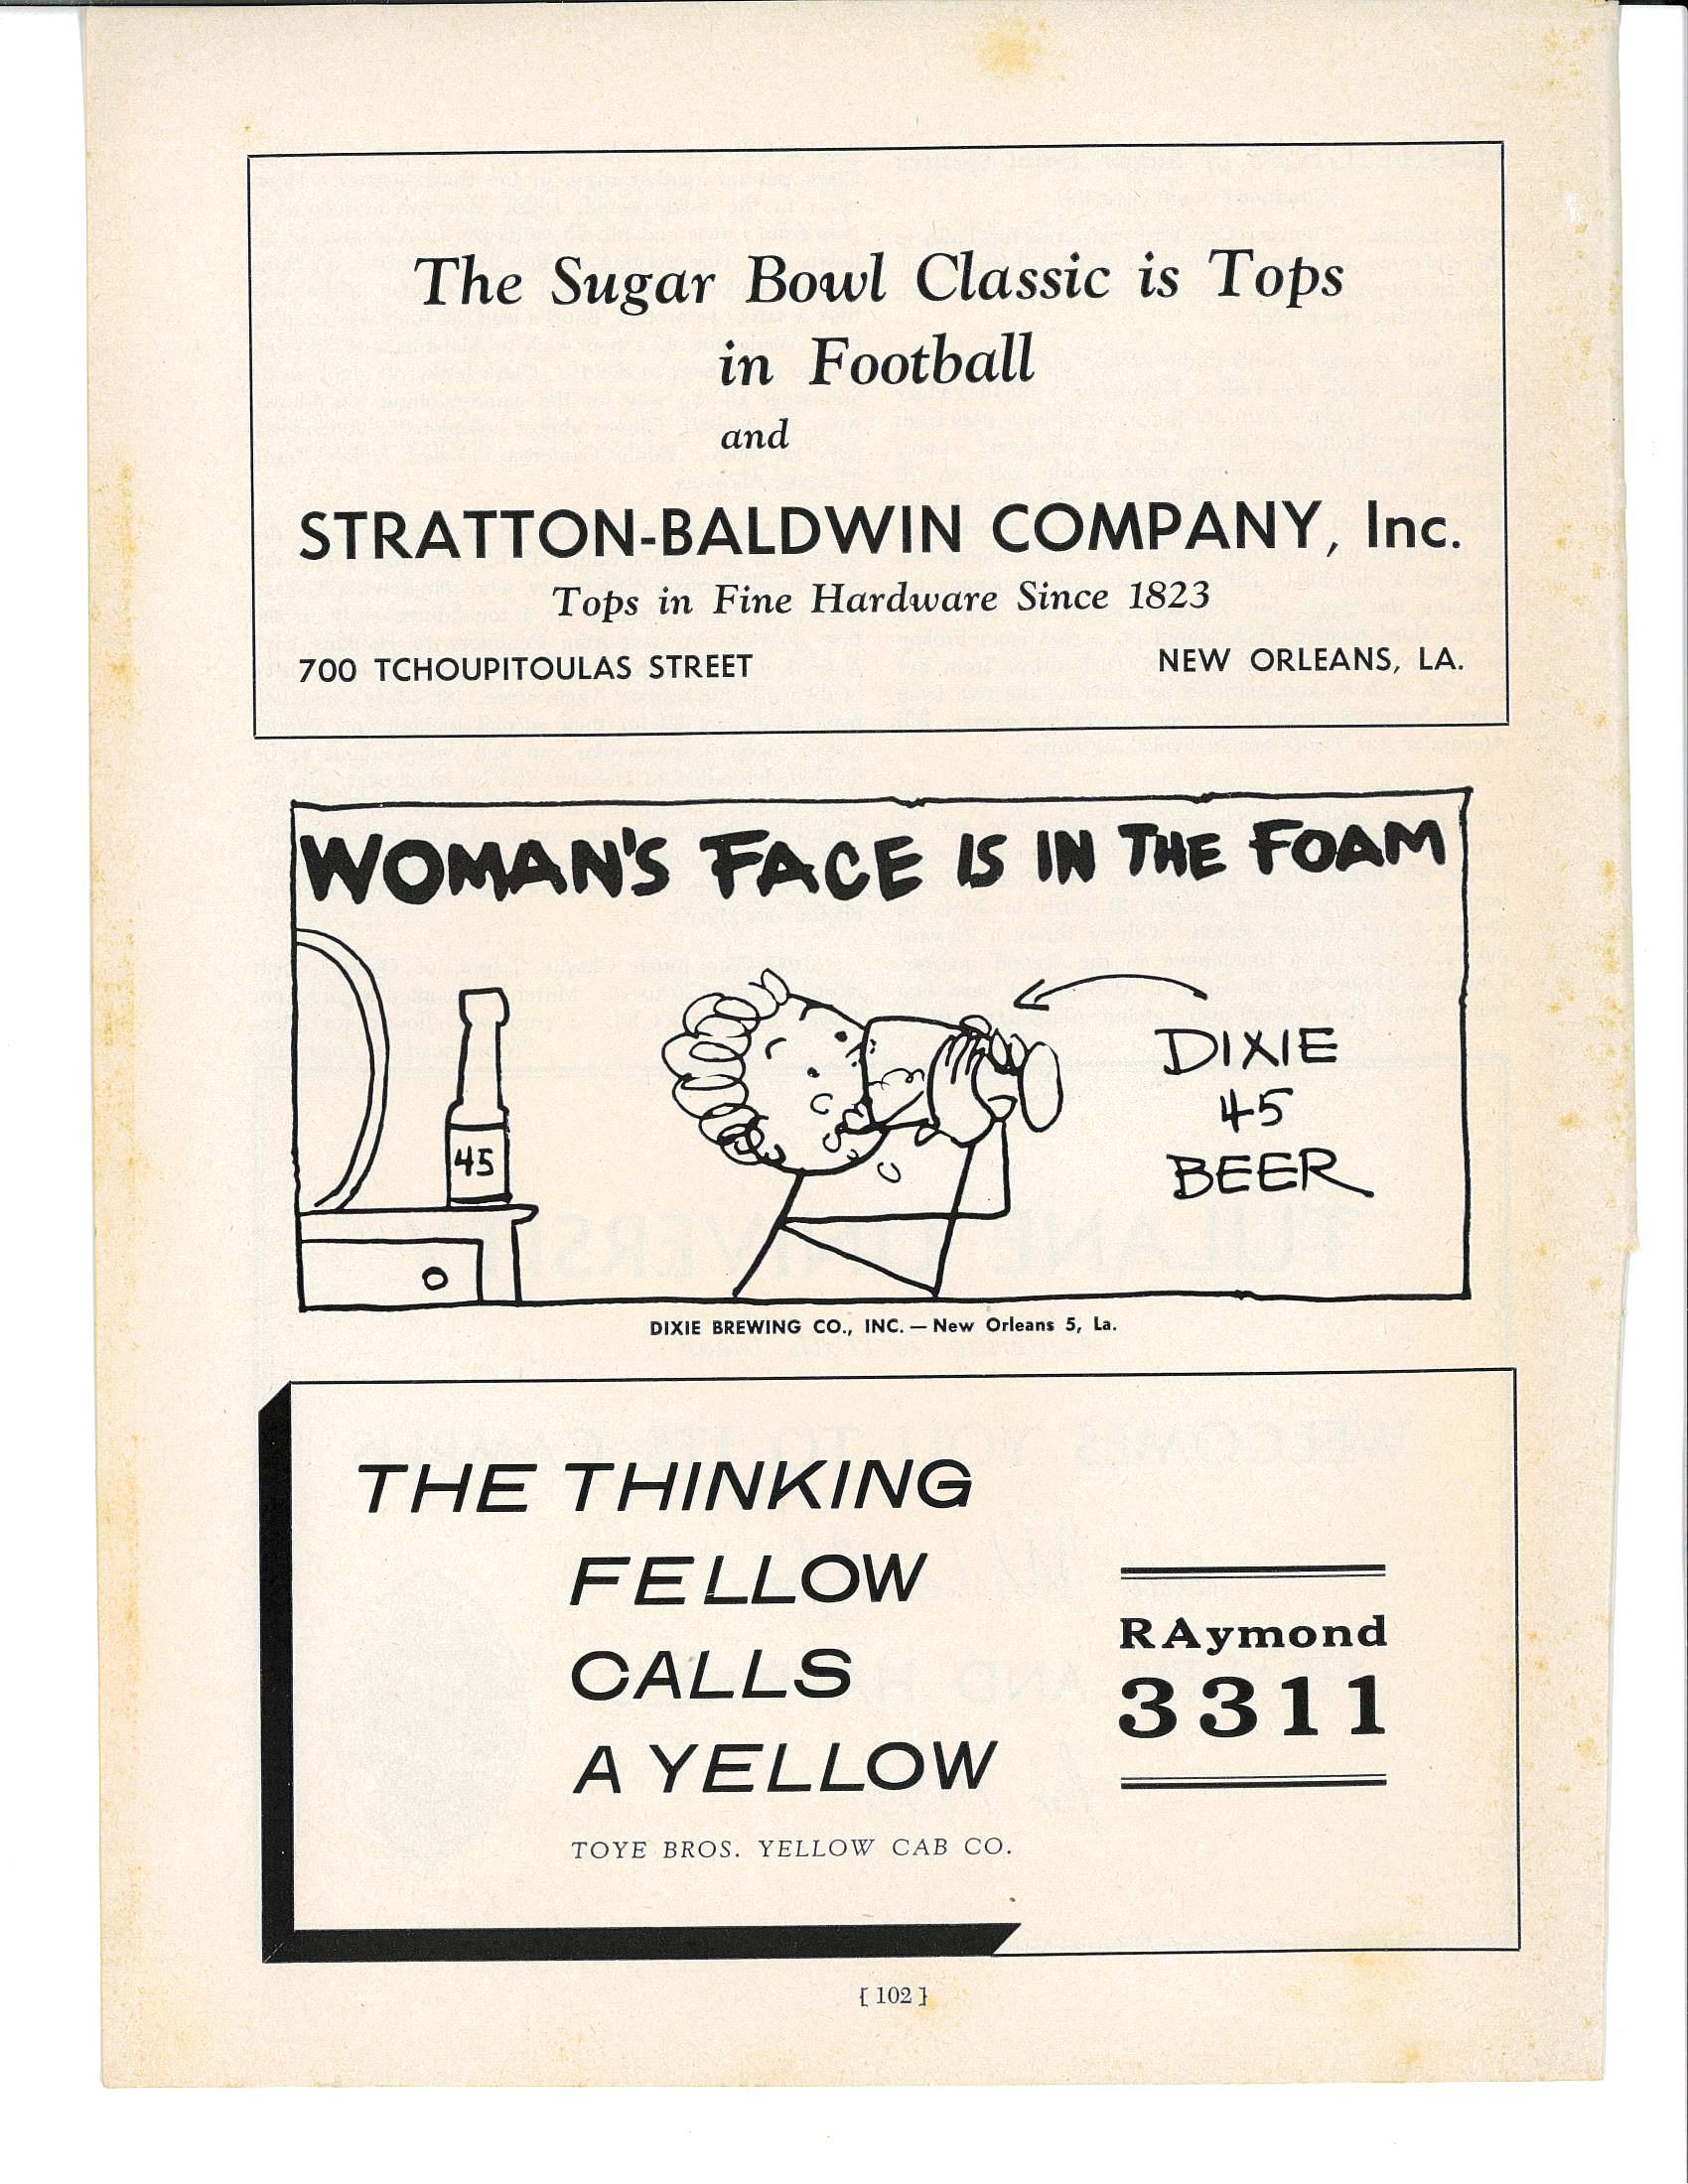 The Sugar Bowl Classic is Tops
in Football
and
STRATTON-BALDWIN COMPANY, Inc.
Tops in Fine Hardware Since 1823
700 TCHOUPITOULAS STREET NEW ORLEANS, LA.
WOMAN'S FACE IS IN THE FOAM
45
DIXIE
45
BEER
DIXIE BREWING CO., INC. — New Orleans 5, La.
THE THINKING
FELLOW
CALLS
A YELLOW
TOYE BROS. YELLOW CAB CO.
RAymond
3311
[ 102 ]